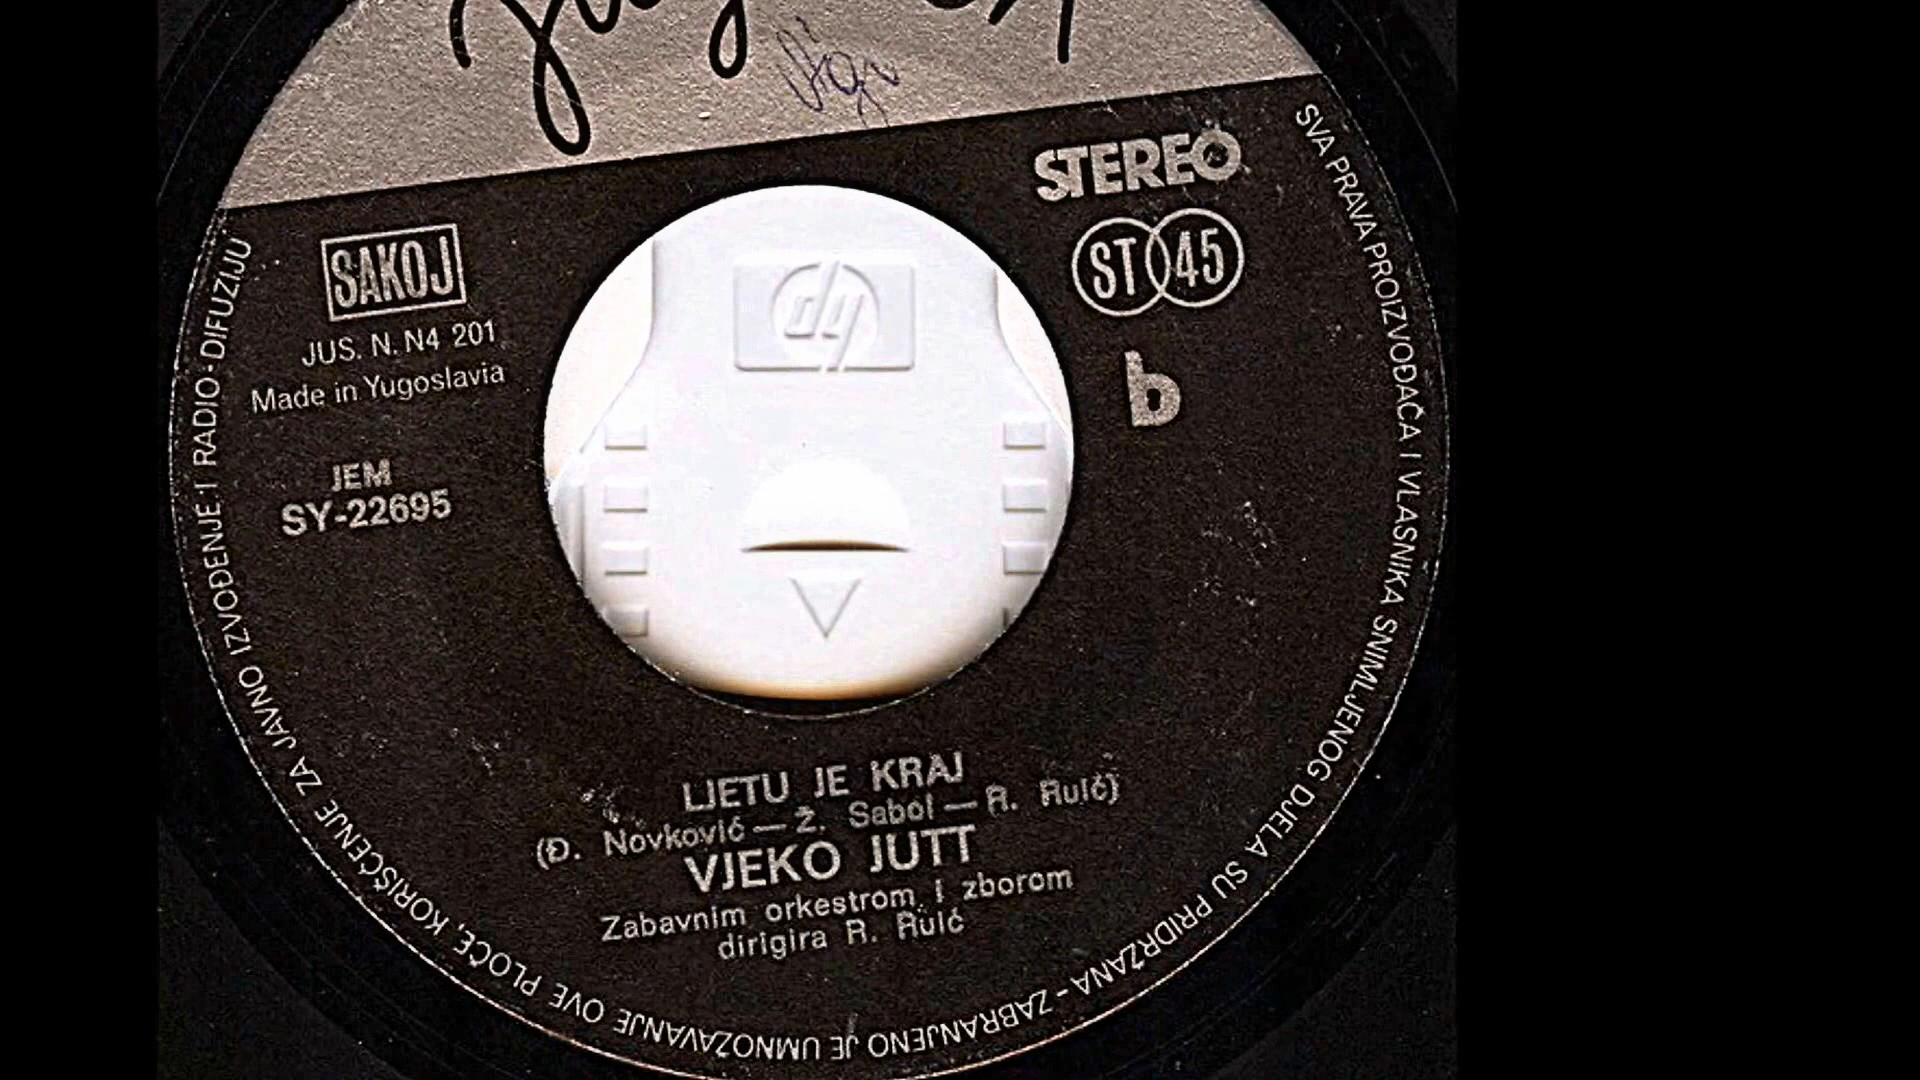 STEREO
SAKOJ
ST 45
JUS. N. N4 201
Made in Yugoslavia
b
JEM
SY-22695
hp
LJETU JE KRAJ
(Đ. Novković — Ž. Sabol — R. Rulć)
VJEKO JUTT
Zabavnim orkestrom i zborom
dirigira R. Rulć
SVA PRAVA PROIZVOĐAČA I VLASNIKA SNIMLJENOG DJELA SU PRIDRŽANA - ZABRANJENO JE UMNOŽAVANJE OVE PLOČE, KORIŠĆENJE ZA JAVNO IZVOĐENJE I RADIO-DIFUZIJU